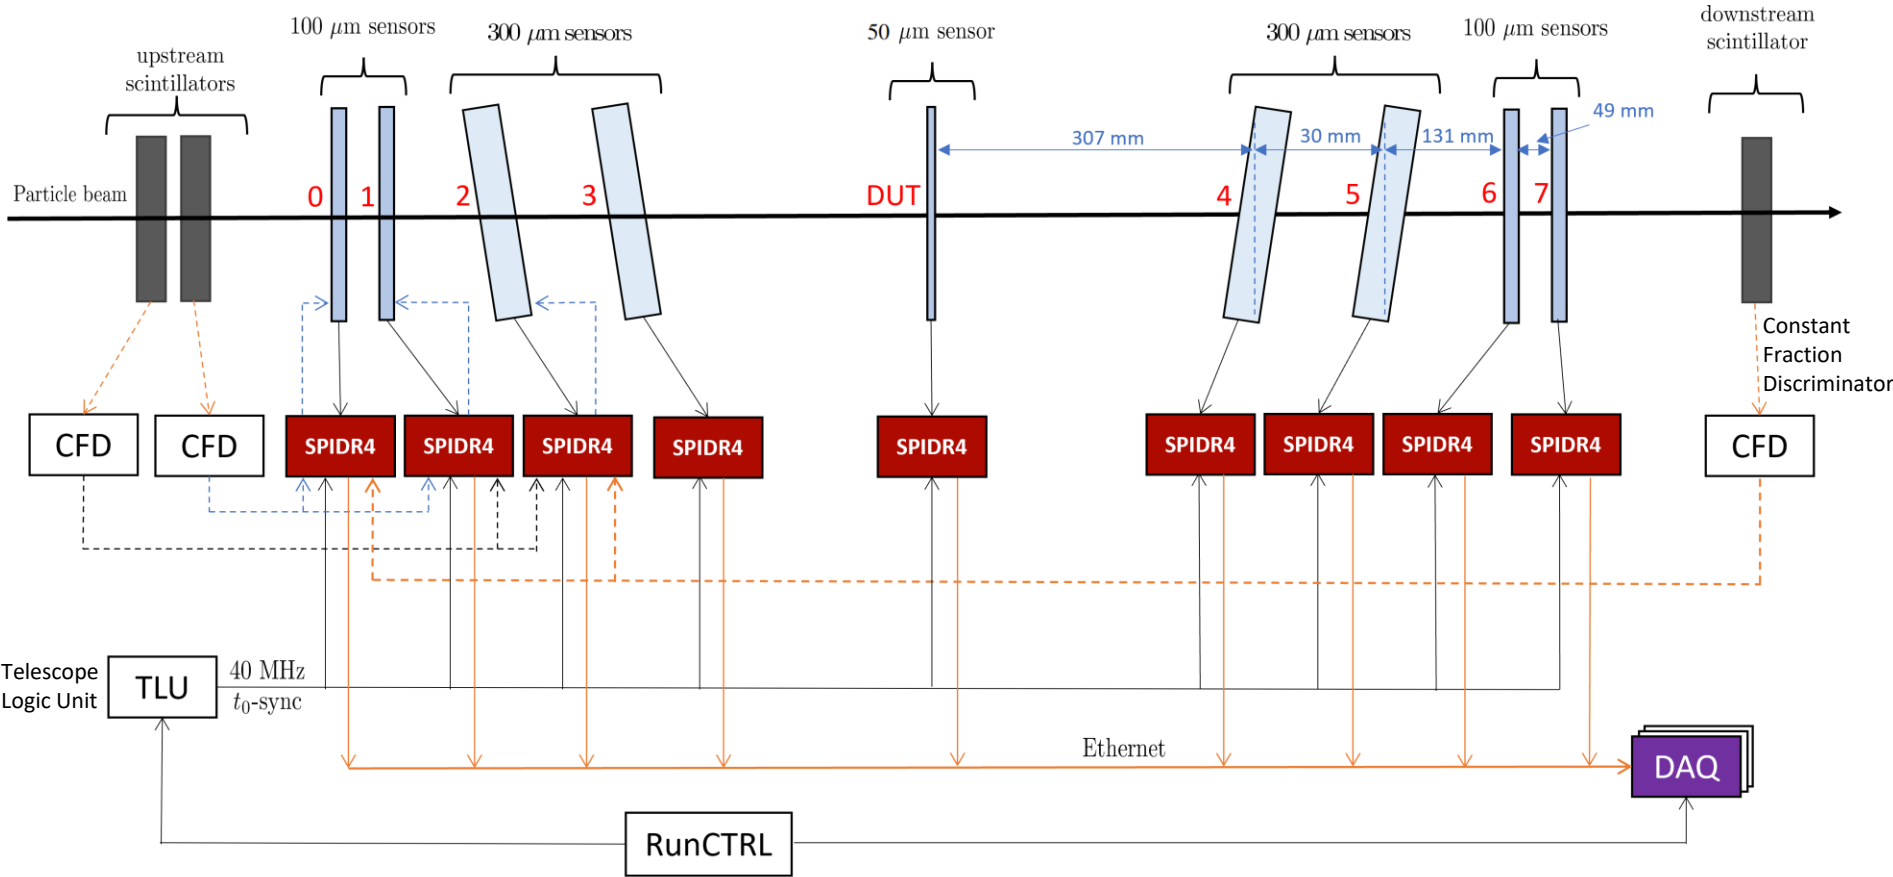 upstream
scintillators
100 μm sensors
300 μm sensors
50 μm sensor
300 μm sensors
100 μm sensors
downstream
scintillator
307 mm
30 mm
131 mm
49 mm
Particle beam
0
1
2
3
DUT
4
5
6
7
Constant
Fraction
Discriminator
CFD
CFD
SPIDR4
SPIDR4
SPIDR4
SPIDR4
SPIDR4
SPIDR4
SPIDR4
SPIDR4
SPIDR4
CFD
Telescope
Logic Unit
TLU
40 MHz
t0-sync
Ethernet
DAQ
RunCTRL